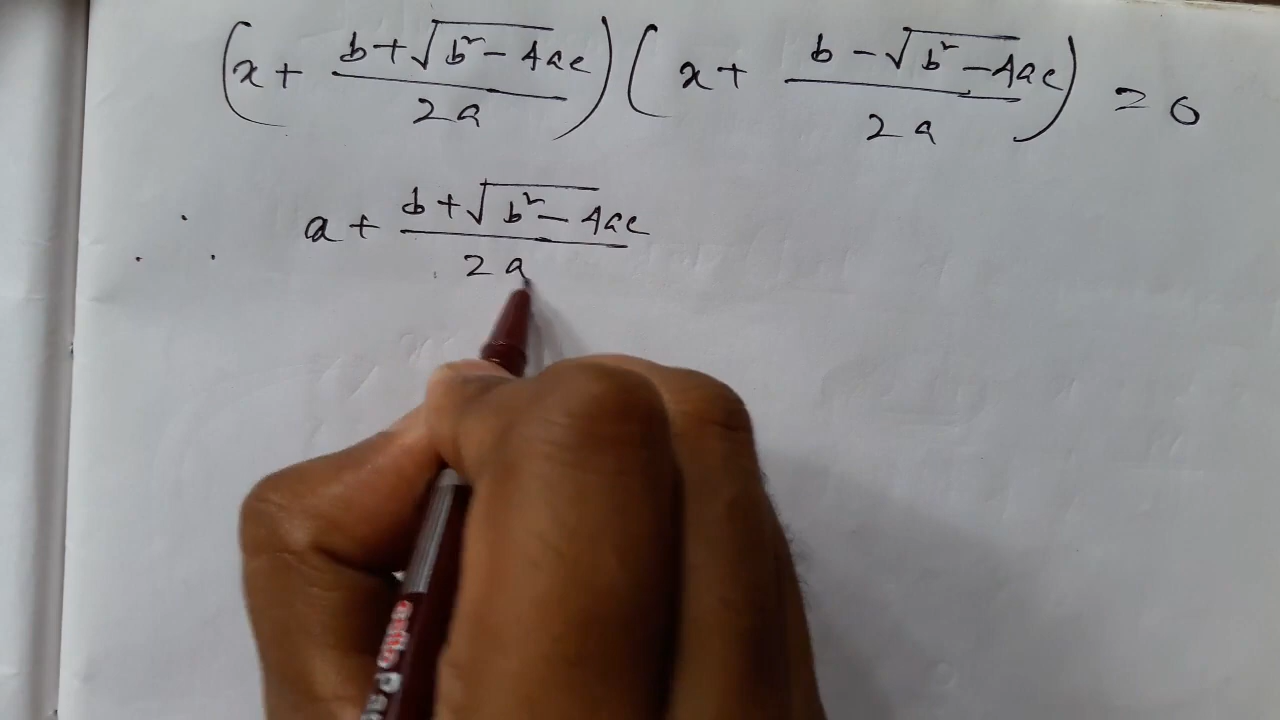 (x + (b + √(b² - 4ac))/(2a)) (x + (b - √(b² - 4ac))/(2a)) = 0
∴ a + (b + √(b² - 4ac))/(2a)